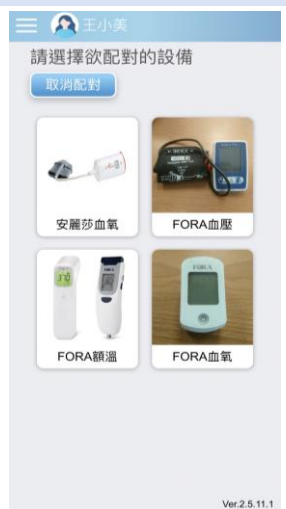 王小美
請選擇欲配對的設備
取消配對
安麗莎血氧
FORA血壓
FORA
FORA額溫
FORA血氧
Ver.2.5.11.1